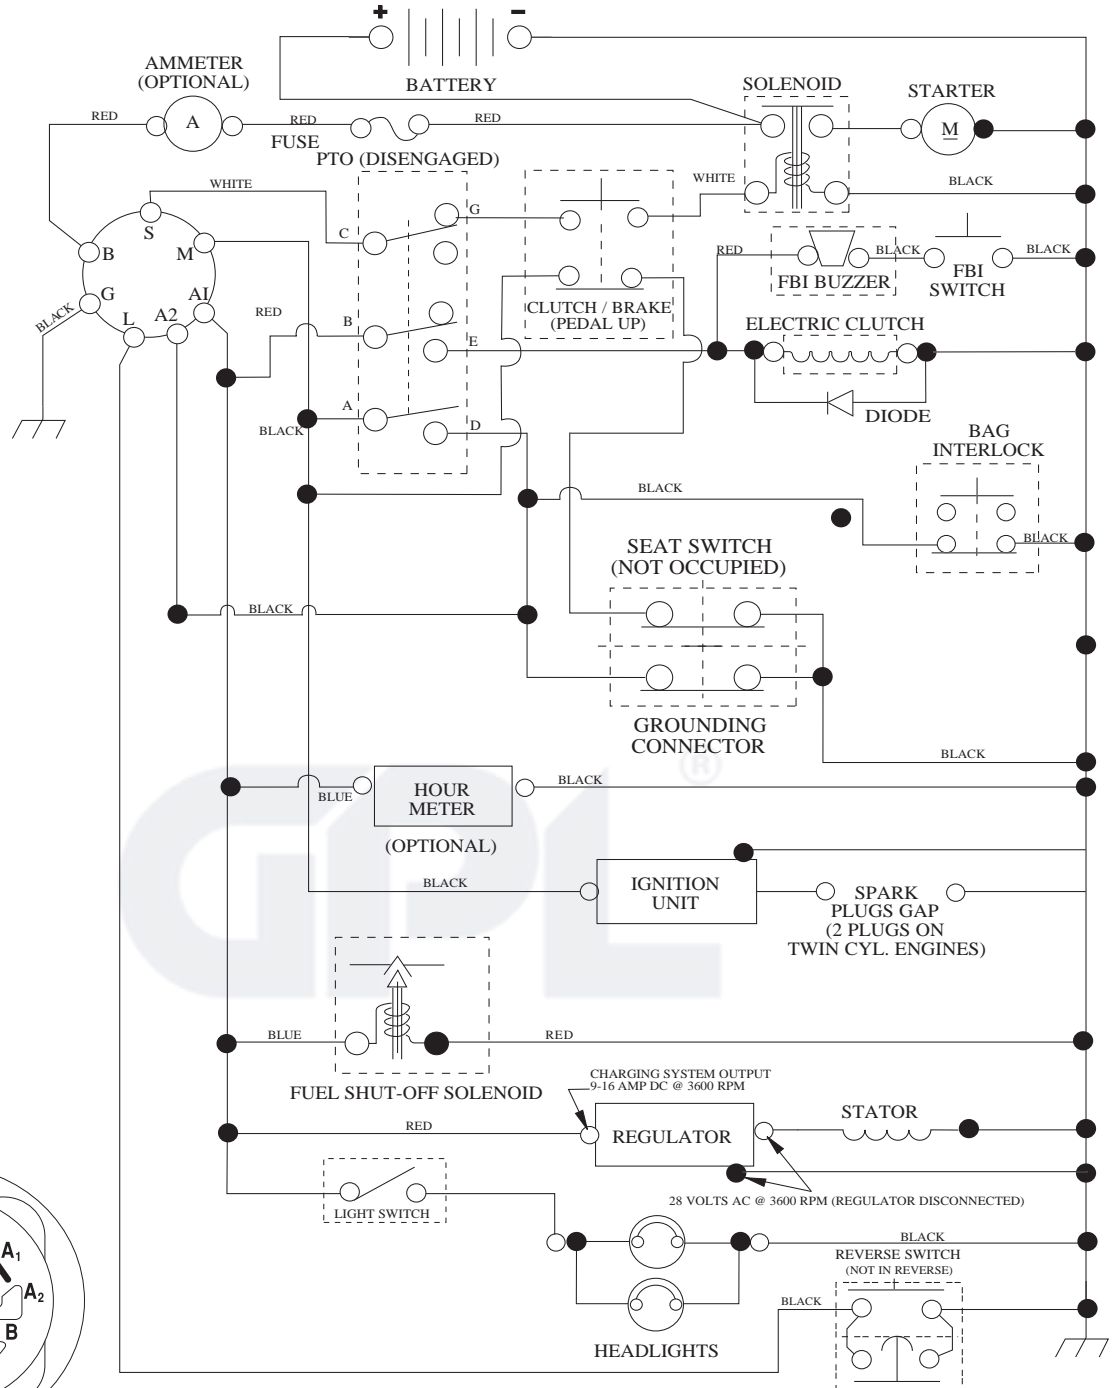 + −
BATTERY
AMMETER
(OPTIONAL)
RED
A
RED
FUSE
RED
SOLENOID
STARTER
M
PTO (DISENGAGED)
WHITE
WHITE
BLACK
S
B
M
G
L
A2
A1
BLACK
RED
C
G
B
E
A
D
BLACK
CLUTCH / BRAKE
(PEDAL UP)
RED
FBI BUZZER
BLACK
FBI
SWITCH
BLACK
ELECTRIC CLUTCH
DIODE
BAG
INTERLOCK
BLACK
BLACK
SEAT SWITCH
(NOT OCCUPIED)
BLACK
GROUNDING
CONNECTOR
BLACK
®
GPL
BLUE
HOUR
METER
(OPTIONAL)
BLACK
BLACK
IGNITION
UNIT
SPARK
PLUGS GAP
(2 PLUGS ON
TWIN CYL. ENGINES)
BLUE
RED
FUEL SHUT-OFF SOLENOID
CHARGING SYSTEM OUTPUT
9-16 AMP DC @ 3600 RPM
RED
REGULATOR
STATOR
28 VOLTS AC @ 3600 RPM (REGULATOR DISCONNECTED)
LIGHT SWITCH
BLACK
REVERSE SWITCH
(NOT IN REVERSE)
BLACK
HEADLIGHTS
A1
A2
B